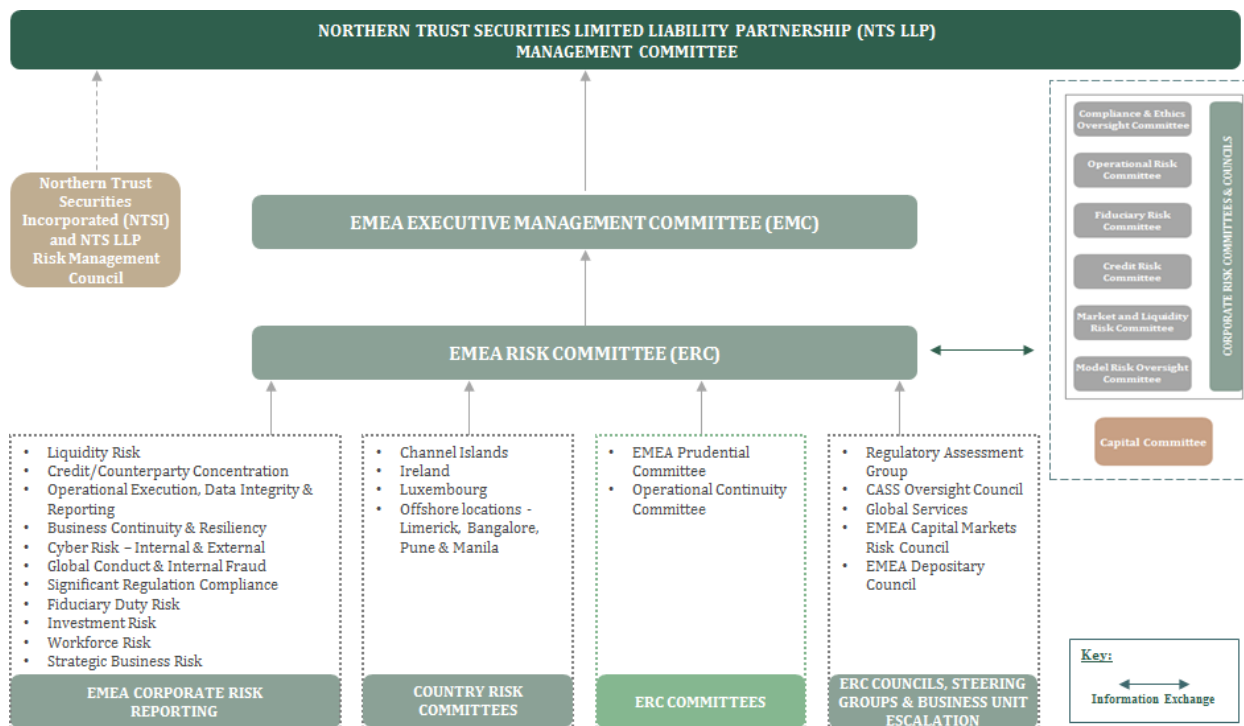 NORTHERN TRUST SECURITIES LIMITED LIABILITY PARTNERSHIP (NTS LLP)
MANAGEMENT COMMITTEE
Northern Trust
Securities
Incorporated (NTSI)
and NTS LLP
Risk Management
Council
EMEA EXECUTIVE MANAGEMENT COMMITTEE (EMC)
EMEA RISK COMMITTEE (ERC)
Compliance & Ethics
Oversight Committee
Operational Risk
Committee
Fiduciary Risk
Committee
Credit Risk
Committee
Market and Liquidity
Risk Committee
Model Risk Oversight
Committee
CORPORATE RISK COMMITTEES & COUNCILS
Capital Committee
• Liquidity Risk
• Credit/Counterparty Concentration
• Operational Execution, Data Integrity &
Reporting
• Business Continuity & Resiliency
• Cyber Risk – Internal & External
• Global Conduct & Internal Fraud
• Significant Regulation Compliance
• Fiduciary Duty Risk
• Investment Risk
• Workforce Risk
• Strategic Business Risk
EMEA CORPORATE RISK
REPORTING
• Channel Islands
• Ireland
• Luxembourg
• Offshore locations -
Limerick, Bangalore,
Pune & Manila
COUNTRY RISK
COMMITTEES
• EMEA Prudential
Committee
• Operational Continuity
Committee
ERC COMMITTEES
• Regulatory Assessment
Group
• CASS Oversight Council
• Global Services
• EMEA Capital Markets
Risk Council
• EMEA Depositary
Council
ERC COUNCILS, STEERING
GROUPS & BUSINESS UNIT
ESCALATION
Key:
Information Exchange